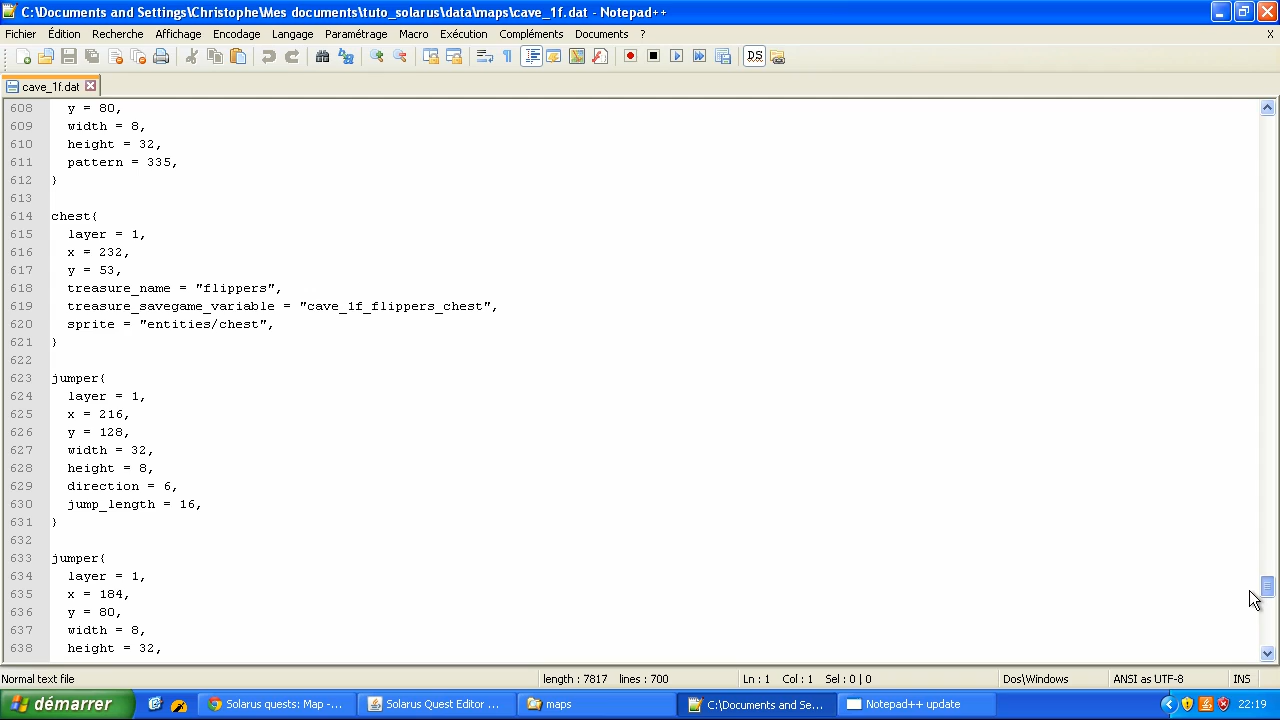 C:\Documents and Settings\Christophe\Mes documents\tuto_solarus\data\maps\cave_1f.dat - Notepad++
Fichier Édition Recherche Affichage Encodage Langage Paramétrage Macro Exécution Compléments Documents ? X
cave_1f.dat
608 y = 80,
609 width = 8,
610 height = 32,
611 pattern = 335,
612 }
613
614 chest{
615 layer = 1,
616 x = 232,
617 y = 53,
618 treasure_name = "flippers",
619 treasure_savegame_variable = "cave_1f_flippers_chest",
620 sprite = "entities/chest",
621 }
622
623 jumper{
624 layer = 1,
625 x = 216,
626 y = 128,
627 width = 32,
628 height = 8,
629 direction = 6,
630 jump_length = 16,
631 }
632
633 jumper{
634 layer = 1,
635 x = 184,
636 y = 80,
637 width = 8,
638 height = 32,
Normal text file length : 7817 lines : 700 Ln : 1 Col : 1 Sel : 0 | 0 Dos\Windows ANSI as UTF-8 INS
démarrer Solarus quests: Map -... Solarus Quest Editor ... maps C:\Documents and Se... Notepad++ update 22:19